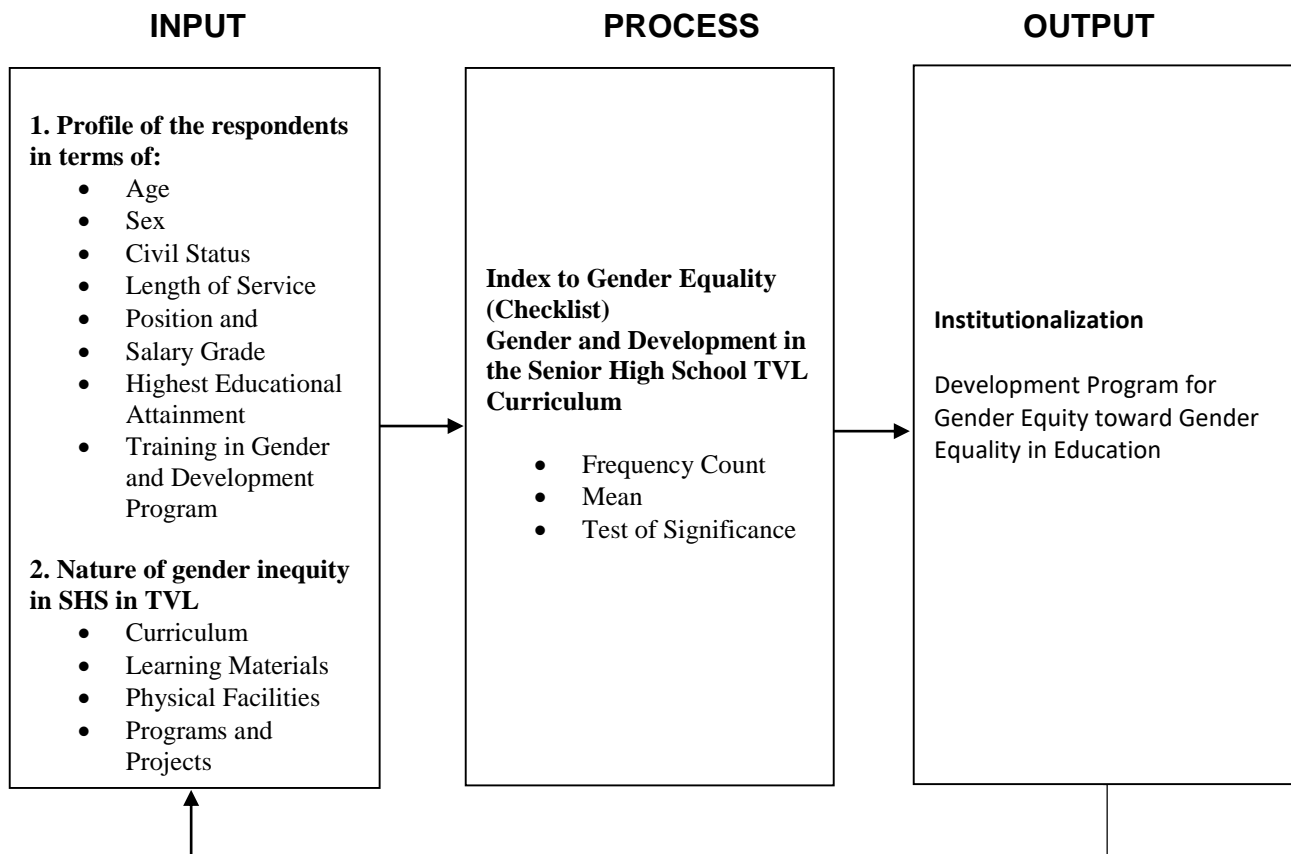 INPUT
PROCESS
OUTPUT
1. Profile of the respondents
in terms of:
• Age
• Sex
• Civil Status
• Length of Service
• Position and
• Salary Grade
• Highest Educational
Attainment
• Training in Gender
and Development
Program
2. Nature of gender inequity
in SHS in TVL
• Curriculum
• Learning Materials
• Physical Facilities
• Programs and
Projects
Index to Gender Equality
(Checklist)
Gender and Development in
the Senior High School TVL
Curriculum
• Frequency Count
• Mean
• Test of Significance
Institutionalization
Development Program for
Gender Equity toward Gender
Equality in Education